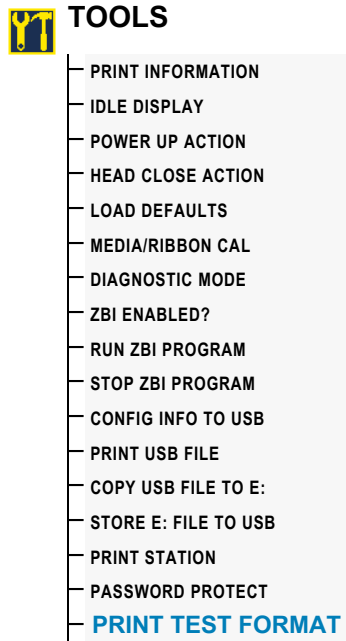 TOOLS
PRINT INFORMATION
IDLE DISPLAY
POWER UP ACTION
HEAD CLOSE ACTION
LOAD DEFAULTS
MEDIA/RIBBON CAL
DIAGNOSTIC MODE
ZBI ENABLED?
RUN ZBI PROGRAM
STOP ZBI PROGRAM
CONFIG INFO TO USB
PRINT USB FILE
COPY USB FILE TO E:
STORE E: FILE TO USB
PRINT STATION
PASSWORD PROTECT
PRINT TEST FORMAT